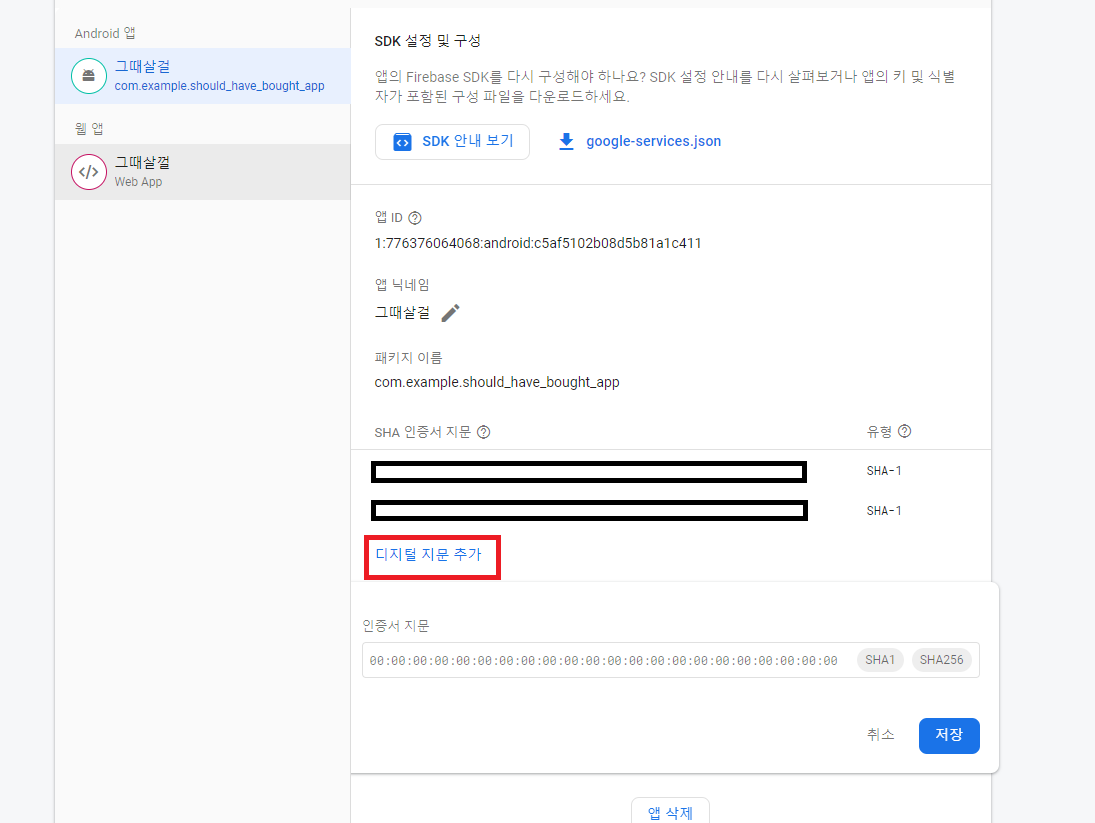 Android 앱
그때살걸
com.example.should_have_bought_app
웹 앱
그때살껄
Web App
SDK 설정 및 구성
앱의 Firebase SDK를 다시 구성해야 하나요? SDK 설정 안내를 다시 살펴보거나 앱의 키 및 식별
자가 포함된 구성 파일을 다운로드하세요.
SDK 안내 보기
google-services.json
앱 ID
1:776376064068:android:c5af5102b08d5b81a1c411
앱 닉네임
그때살걸
패키지 이름
com.example.should_have_bought_app
SHA 인증서 지문
유형
SHA-1
SHA-1
디지털 지문 추가
인증서 지문
00:00:00:00:00:00:00:00:00:00:00:00:00:00:00:00:00:00:00:00:00:00 SHA1 SHA256
취소 저장
앱 삭제